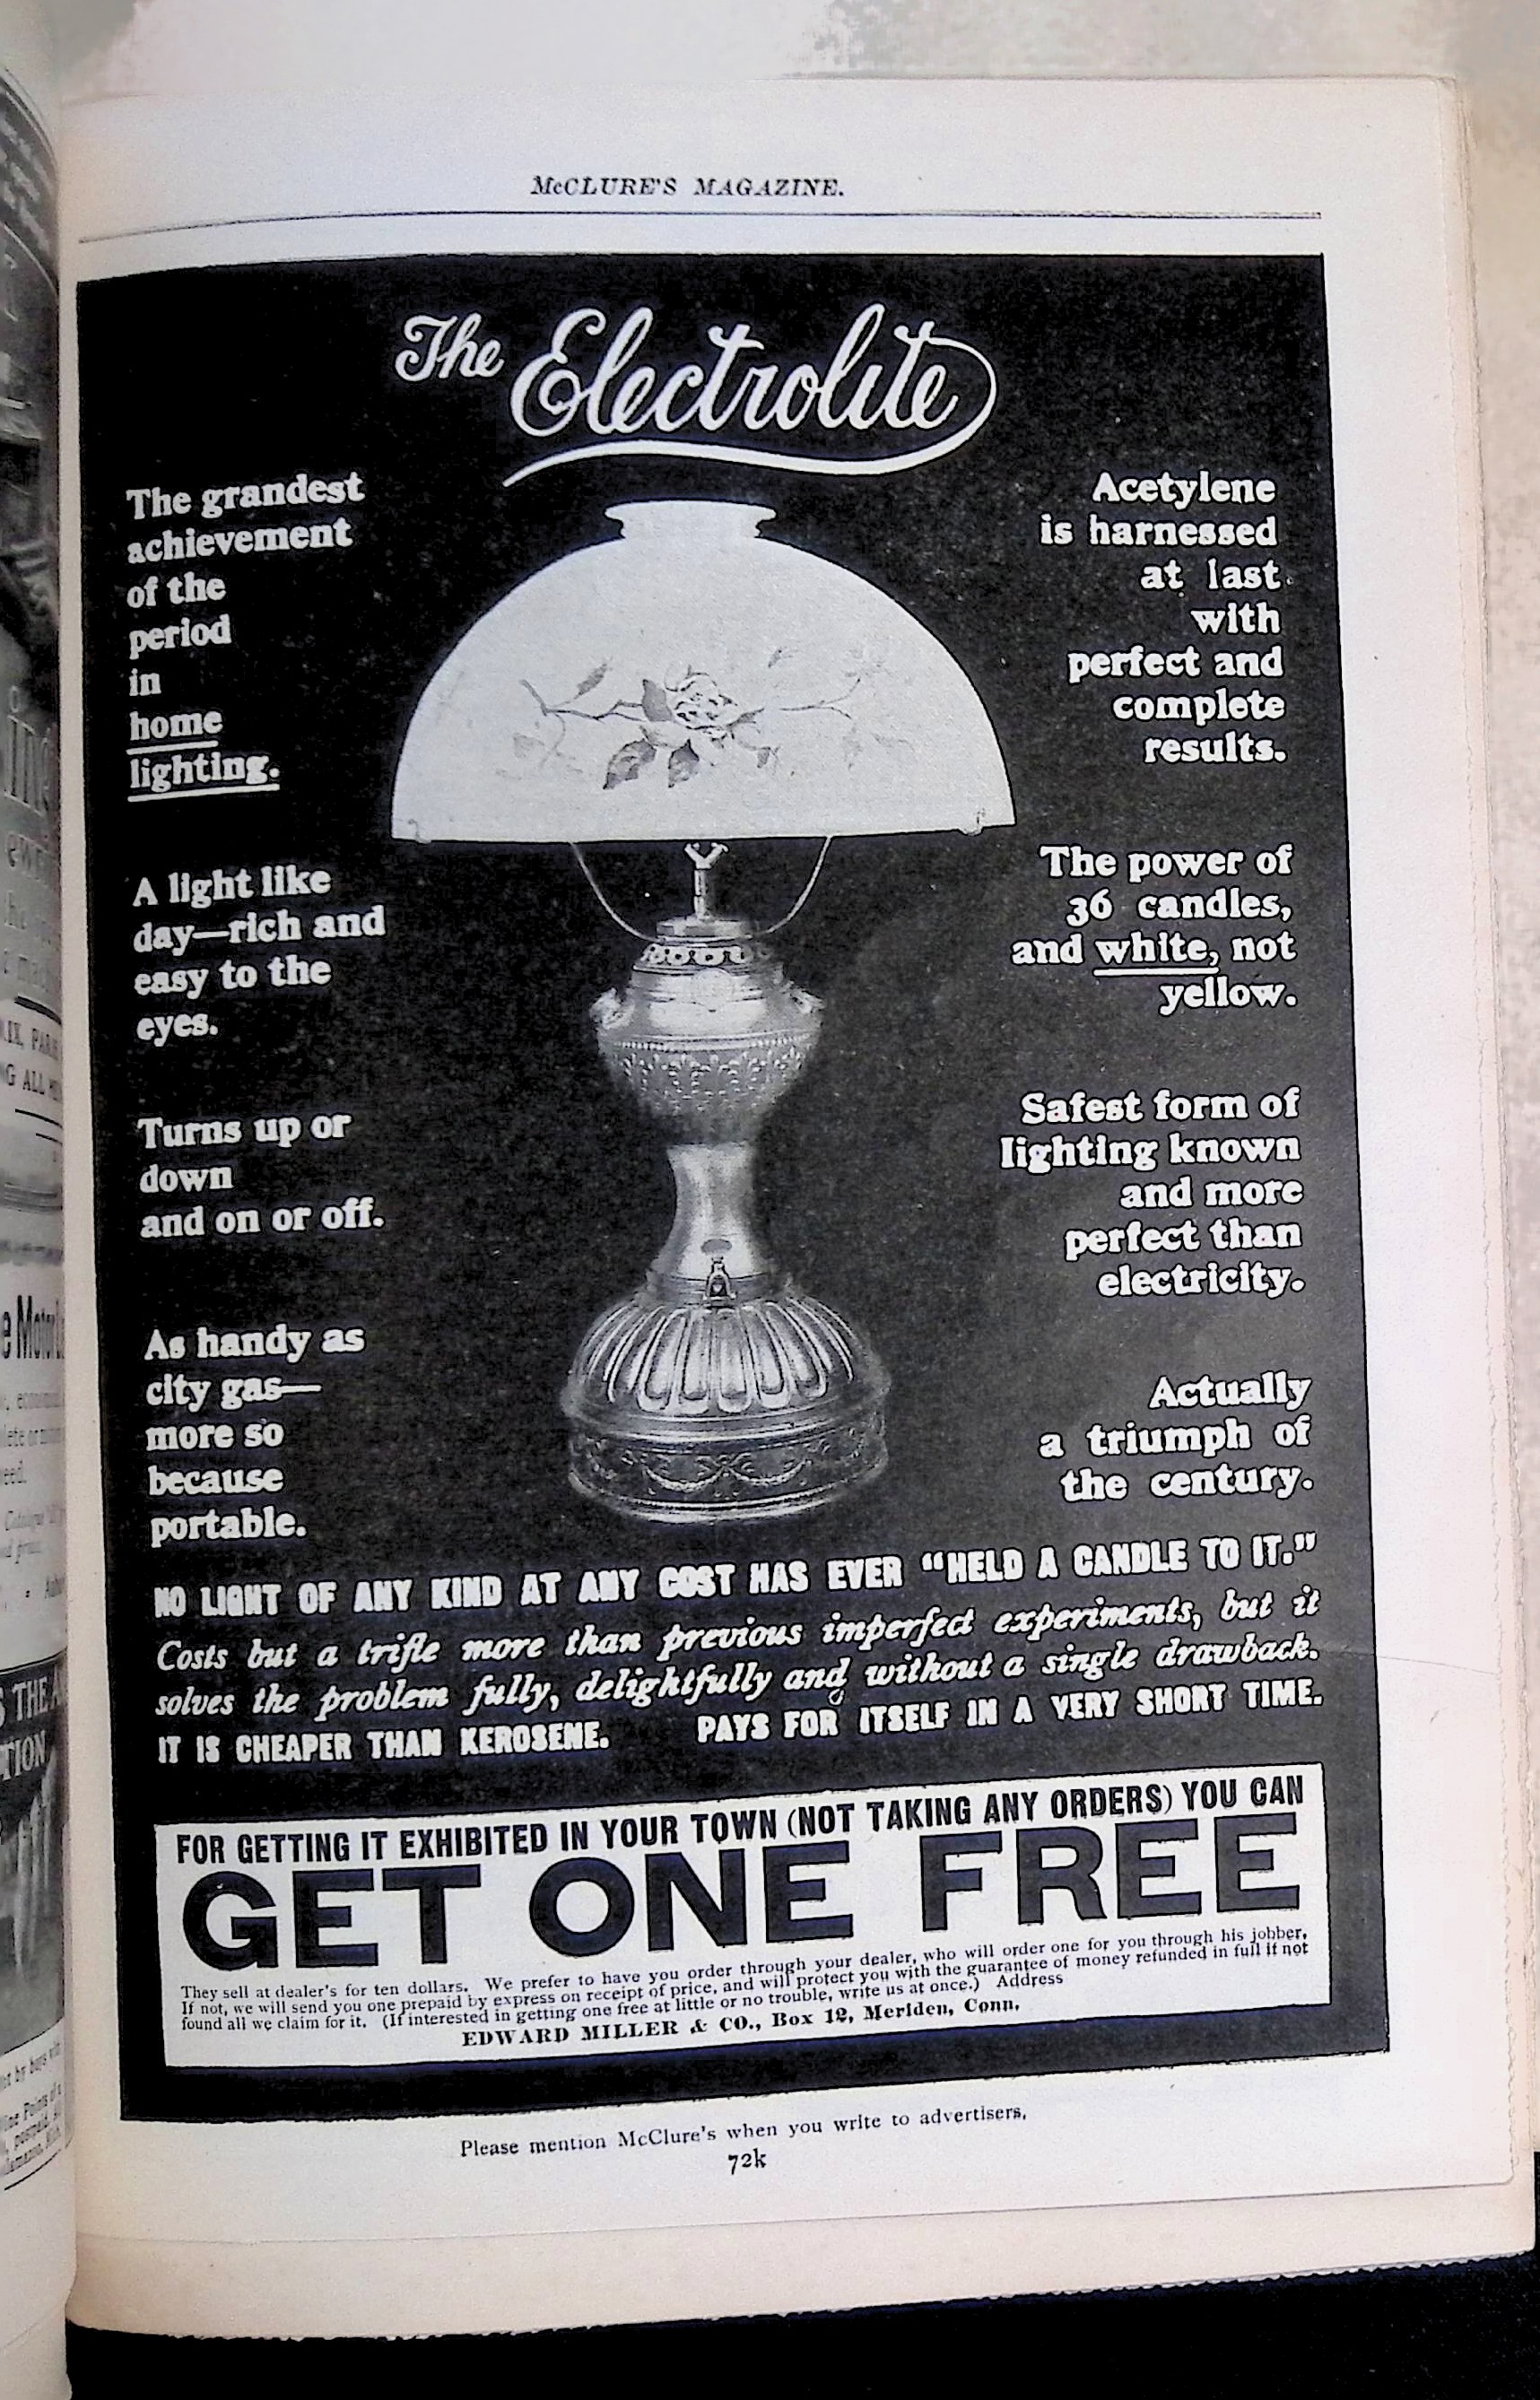 McCLURE'S MAGAZINE.
The Electrolite
The grandest
achievement
of the
period
in
home
lighting.
A light like
day—rich and
easy to the
eyes.
Turns up or
down
and on or off.
As handy as
city gas—
more so
because
portable.
Acetylene
is harnessed
at last
with
perfect and
complete
results.
The power of
36 candles,
and white, not
yellow.
Safest form of
lighting known
and more
perfect than
electricity.
Actually
a triumph of
the century.
NO LIGHT OF ANY KIND AT ANY COST HAS EVER “HELD A CANDLE TO IT.”
Costs but a trifle more than previous imperfect experiments, but it
solves the problem fully, delightfully and without a single drawback.
IT IS CHEAPER THAN KEROSENE. PAYS FOR ITSELF IN A VERY SHORT TIME.
FOR GETTING IT EXHIBITED IN YOUR TOWN (NOT TAKING ANY ORDERS) YOU CAN
GET ONE FREE
They sell at dealer's for ten dollars. We prefer to have you order through your dealer, who will order one for you through his jobber.
If not, we will send you one prepaid by express on receipt of price, and will protect you with the guarantee of money refunded in full if not
found all we claim for it. (If interested in getting one free at little or no trouble, write us at once.) Address
EDWARD MILLER & CO., Box 12, Meriden, Conn.
Please mention McClure's when you write to advertisers.
72k